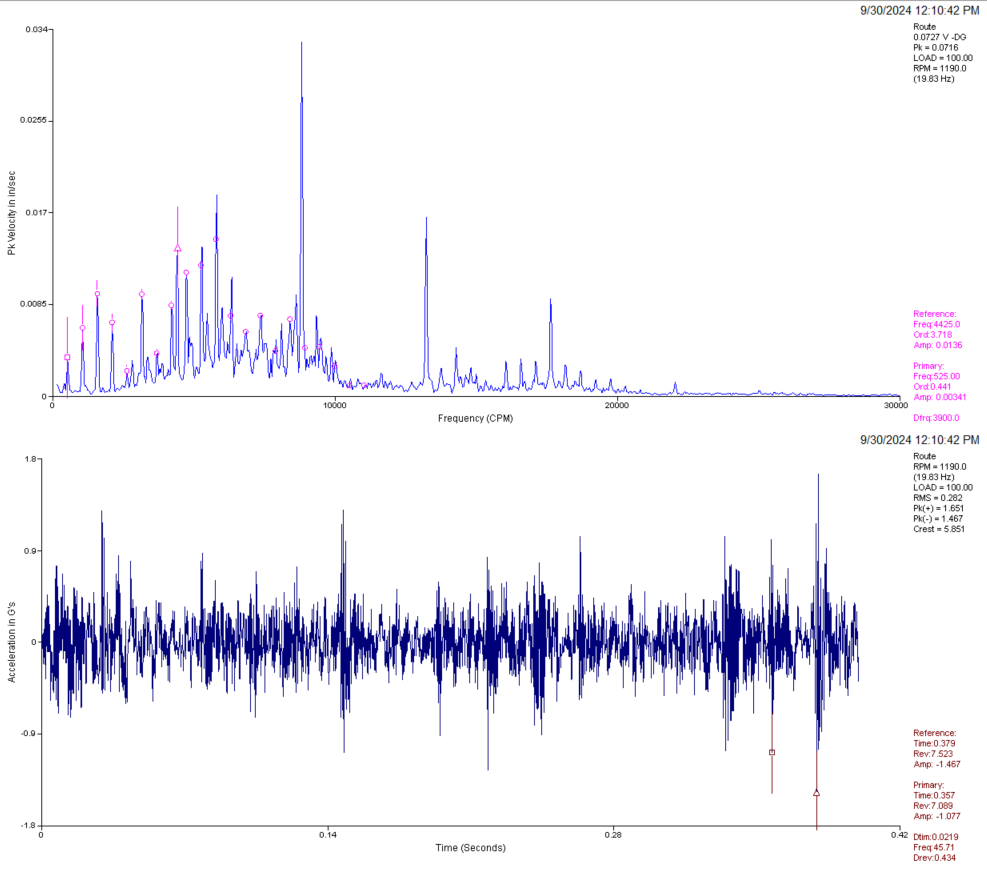 9/30/2024 12:10:42 PM
Route
0.0727 V -DG
Pk = 0.0716
LOAD = 100.00
RPM = 1190.0
(19.83 Hz)
0.034
0.0255
0.017
0.0085
0
Pk Velocity in in/sec
0
10000
20000
30000
Frequency (CPM)
Reference:
Freq:4425.0
Ord:3.718
Amp: 0.0136
Primary:
Freq:525.00
Ord:0.441
Amp: 0.00341
Dfrq:3900.0
9/30/2024 12:10:42 PM
Route
RPM = 1190.0
(19.83 Hz)
LOAD = 100.00
RMS = 0.282
Pk(+) = 1.651
Pk(-) = 1.467
Crest = 5.851
1.8
0.9
0
-0.9
-1.8
Acceleration in G's
0
0.14
0.28
0.42
Time (Seconds)
Reference:
Time:0.379
Rev:7.523
Amp: -1.467
Primary:
Time:0.357
Rev:7.089
Amp: -1.077
Dtim:0.0219
Freq:45.71
Drev:0.434